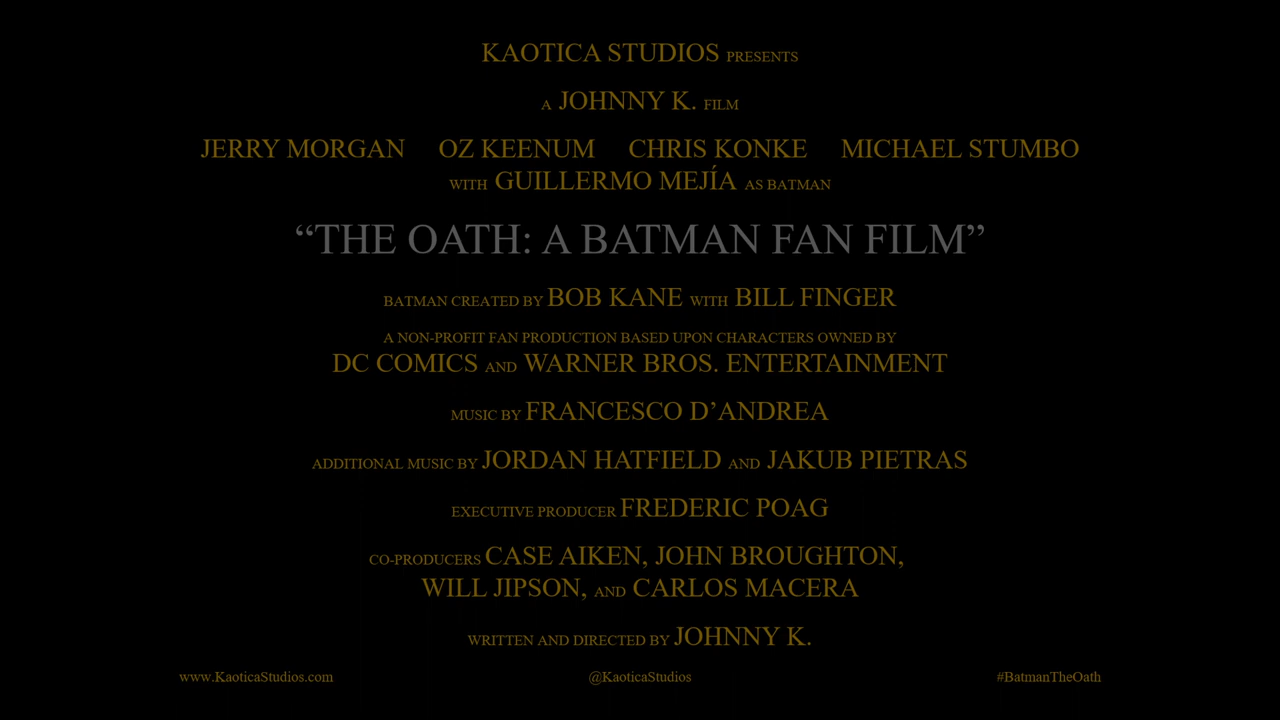 KAOTICA STUDIOS PRESENTS
A JOHNNY K. FILM
JERRY MORGAN OZ KEENUM CHRIS KONKE MICHAEL STUMBO
WITH GUILLERMO MEJÍA AS BATMAN
“THE OATH: A BATMAN FAN FILM”
BATMAN CREATED BY BOB KANE WITH BILL FINGER
A NON-PROFIT FAN PRODUCTION BASED UPON CHARACTERS OWNED BY
DC COMICS AND WARNER BROS. ENTERTAINMENT
MUSIC BY FRANCESCO D’ANDREA
ADDITIONAL MUSIC BY JORDAN HATFIELD AND JAKUB PIETRAS
EXECUTIVE PRODUCER FREDERIC POAG
CO-PRODUCERS CASE AIKEN, JOHN BROUGHTON,
WILL JIPSON, AND CARLOS MACERA
WRITTEN AND DIRECTED BY JOHNNY K.
www.KaoticaStudios.com @KaoticaStudios #BatmanTheOath